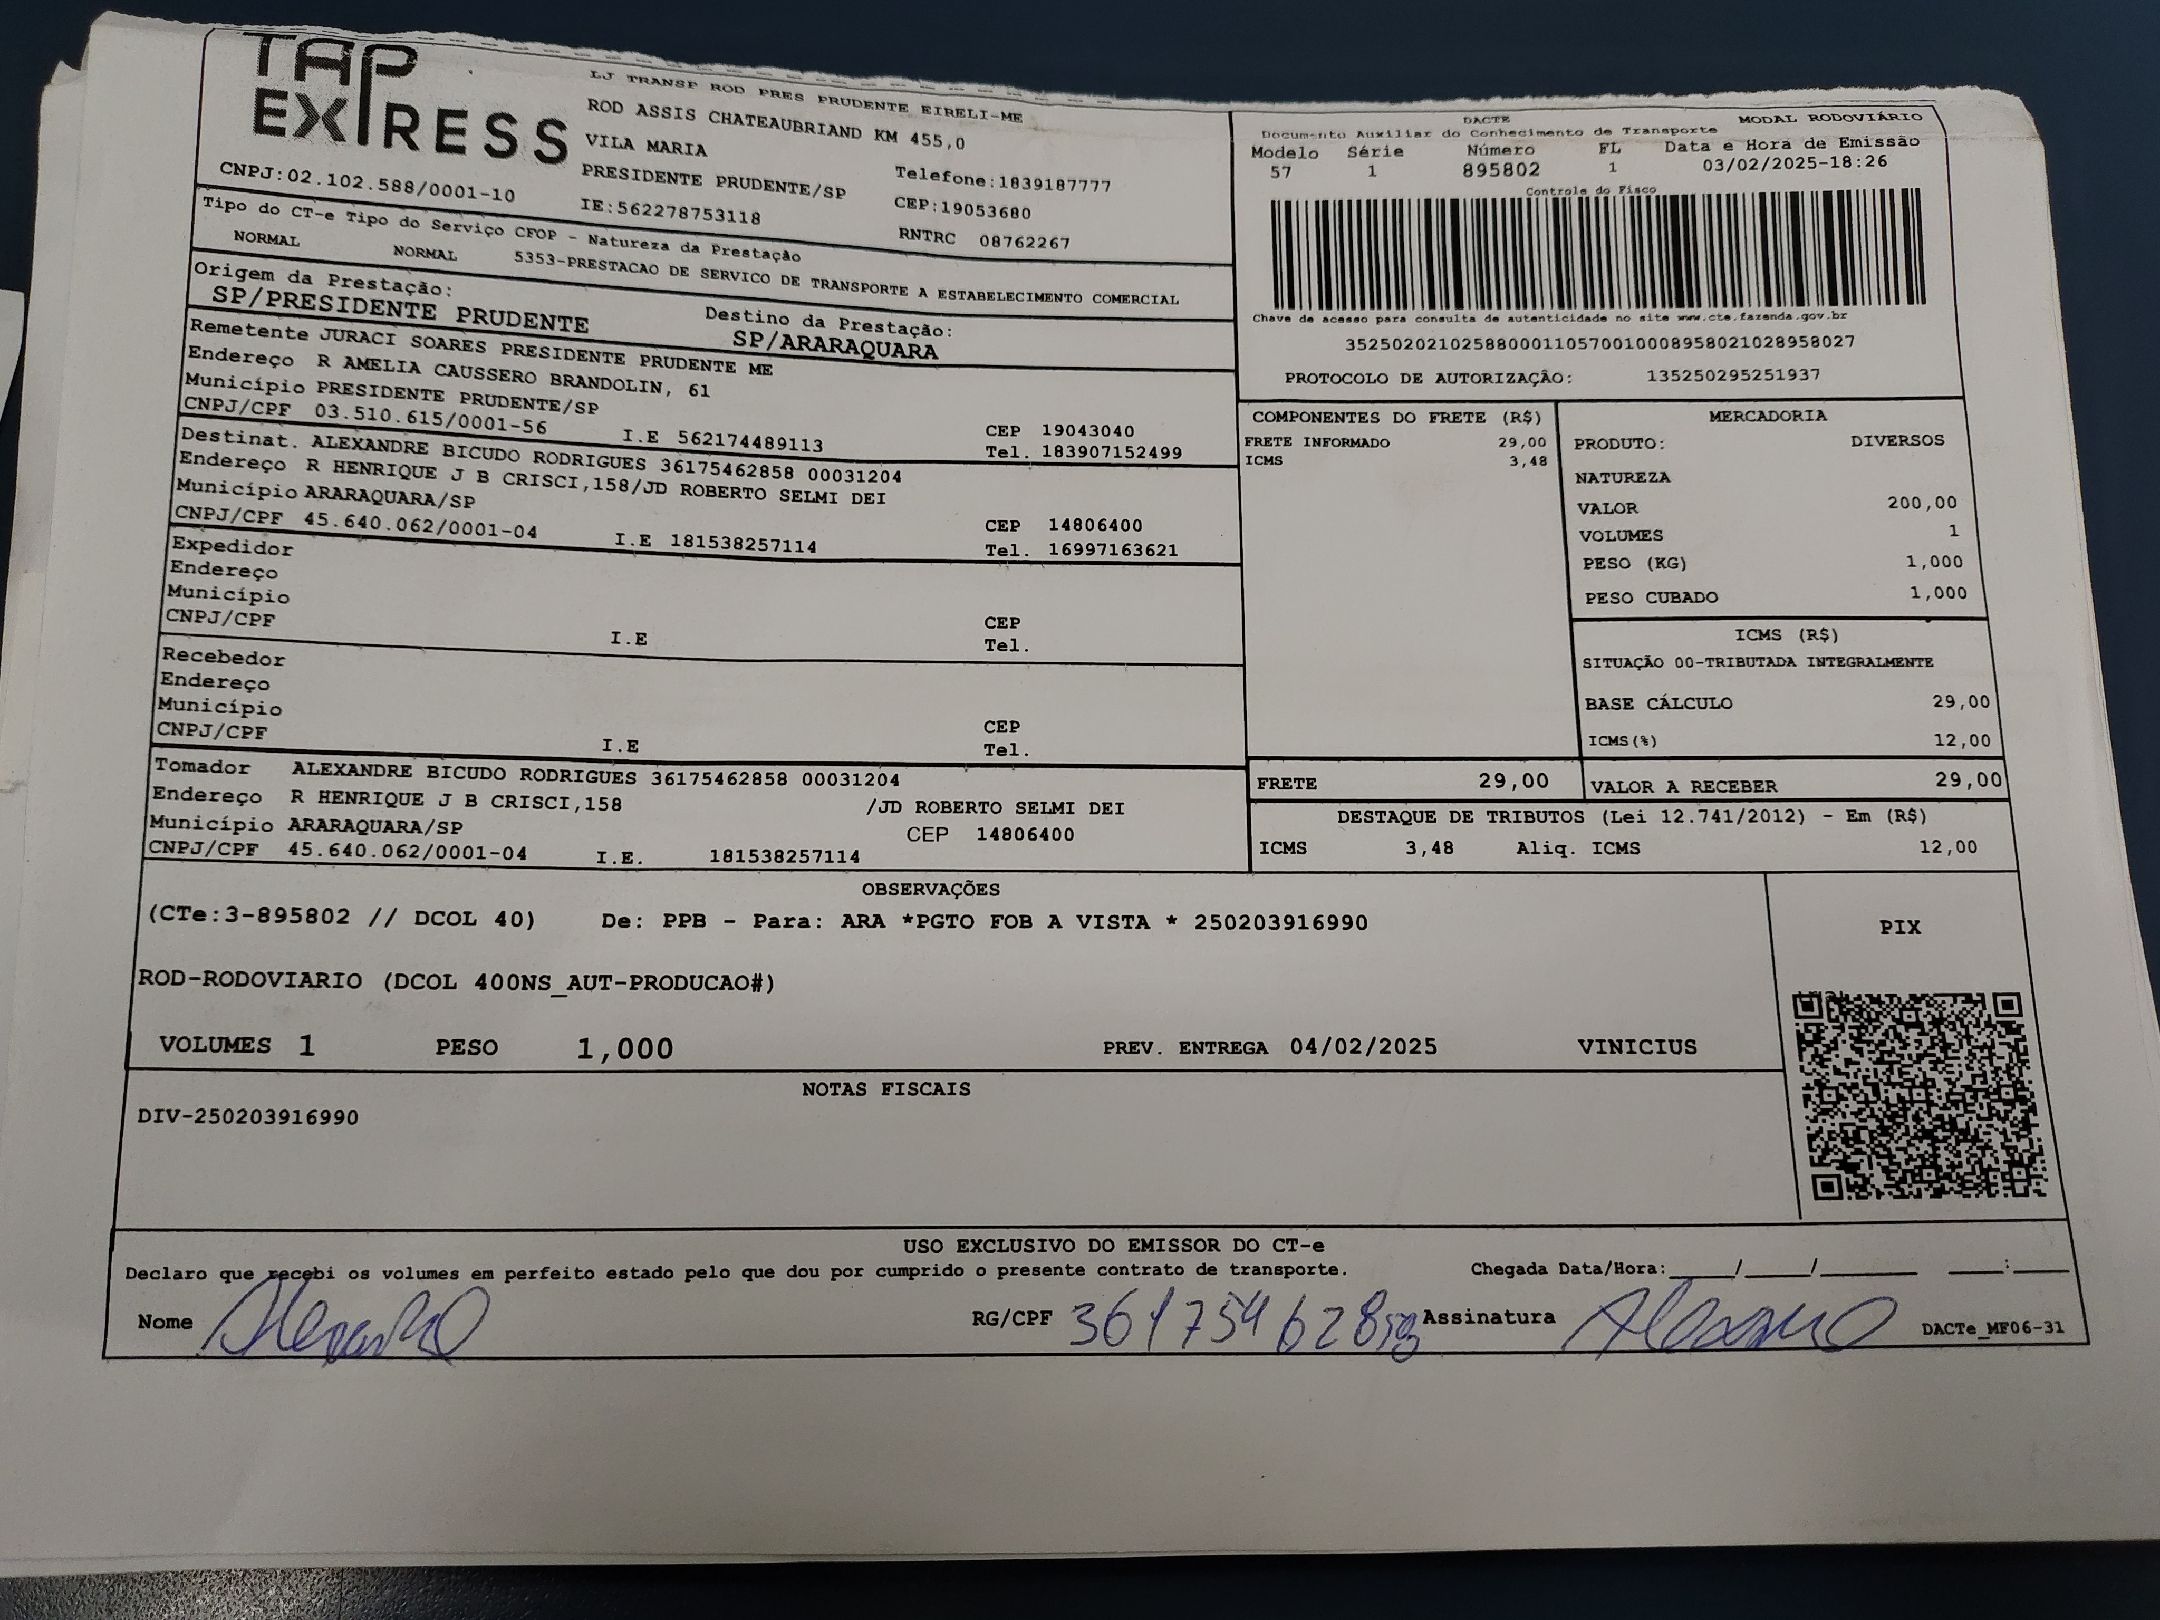 TAP
EXPRESS
CNPJ:02.102.588/0001-10
LJ TRANSP ROD PRES PRUDENTE EIRELI-ME
ROD ASSIS CHATEAUBRIAND KM 455,0
VILA MARIA
PRESIDENTE PRUDENTE/SP
IE:562278753118
Telefone:1839187777
CEP:19053680
RNTRC 08762267
Tipo do CT-e Tipo do Serviço CFOP - Natureza da Prestação
NORMAL NORMAL 5353-PRESTACAO DE SERVICO DE TRANSPORTE A ESTABELECIMENTO COMERCIAL
Origem da Prestação:
SP/PRESIDENTE PRUDENTE
Destino da Prestação:
SP/ARARAQUARA
Remetente JURACI SOARES PRESIDENTE PRUDENTE ME
Endereço R AMELIA CAUSSERO BRANDOLIN, 61
Município PRESIDENTE PRUDENTE/SP CEP 19043040
CNPJ/CPF 03.510.615/0001-56 I.E 562174489113 Tel. 183907152499
Destinat. ALEXANDRE BICUDO RODRIGUES 36175462858 00031204
Endereço R HENRIQUE J B CRISCI,158/JD ROBERTO SELMI DEI
Município ARARAQUARA/SP CEP 14806400
CNPJ/CPF 45.640.062/0001-04 I.E 181538257114 Tel. 16997163621
Expedidor
Endereço
Município CEP
CNPJ/CPF I.E Tel.
Recebedor
Endereço
Município CEP
CNPJ/CPF I.E Tel.
Tomador ALEXANDRE BICUDO RODRIGUES 36175462858 00031204
Endereço R HENRIQUE J B CRISCI,158 /JD ROBERTO SELMI DEI
Município ARARAQUARA/SP CEP 14806400
CNPJ/CPF 45.640.062/0001-04 I.E. 181538257114
DACTE MODAL RODOVIÁRIO
Documento Auxiliar do Conhecimento de Transporte
Modelo Série Número FL Data e Hora de Emissão
57 1 895802 1 03/02/2025-18:26
Controle do Fisco
Chave de acesso para consulta de autenticidade no site www.cte.fazenda.gov.br
35250202102588000110570010008958021028958027
PROTOCOLO DE AUTORIZAÇÃO: 135250295251937
COMPONENTES DO FRETE (R$)
FRETE INFORMADO 29,00
ICMS 3,48
MERCADORIA
PRODUTO: DIVERSOS
NATUREZA
VALOR 200,00
VOLUMES 1
PESO (KG) 1,000
PESO CUBADO 1,000
ICMS (R$)
SITUAÇÃO 00-TRIBUTADA INTEGRALMENTE
BASE CÁLCULO 29,00
ICMS(%) 12,00
FRETE 29,00 VALOR A RECEBER 29,00
DESTAQUE DE TRIBUTOS (Lei 12.741/2012) - Em (R$)
ICMS 3,48 Aliq. ICMS 12,00
OBSERVAÇÕES
(CTe:3-895802 // DCOL 40) De: PPB - Para: ARA *PGTO FOB A VISTA * 250203916990
ROD-RODOVIARIO (DCOL 400NS_AUT-PRODUCAO#)
VOLUMES 1 PESO 1,000 PREV. ENTREGA 04/02/2025 VINICIUS
PIX
NOTAS FISCAIS
DIV-250203916990
USO EXCLUSIVO DO EMISSOR DO CT-e
Declaro que recebi os volumes em perfeito estado pelo que dou por cumprido o presente contrato de transporte. Chegada Data/Hora:____/____/______ ___:___
Nome RG/CPF Assinatura DACTe_MF06-31